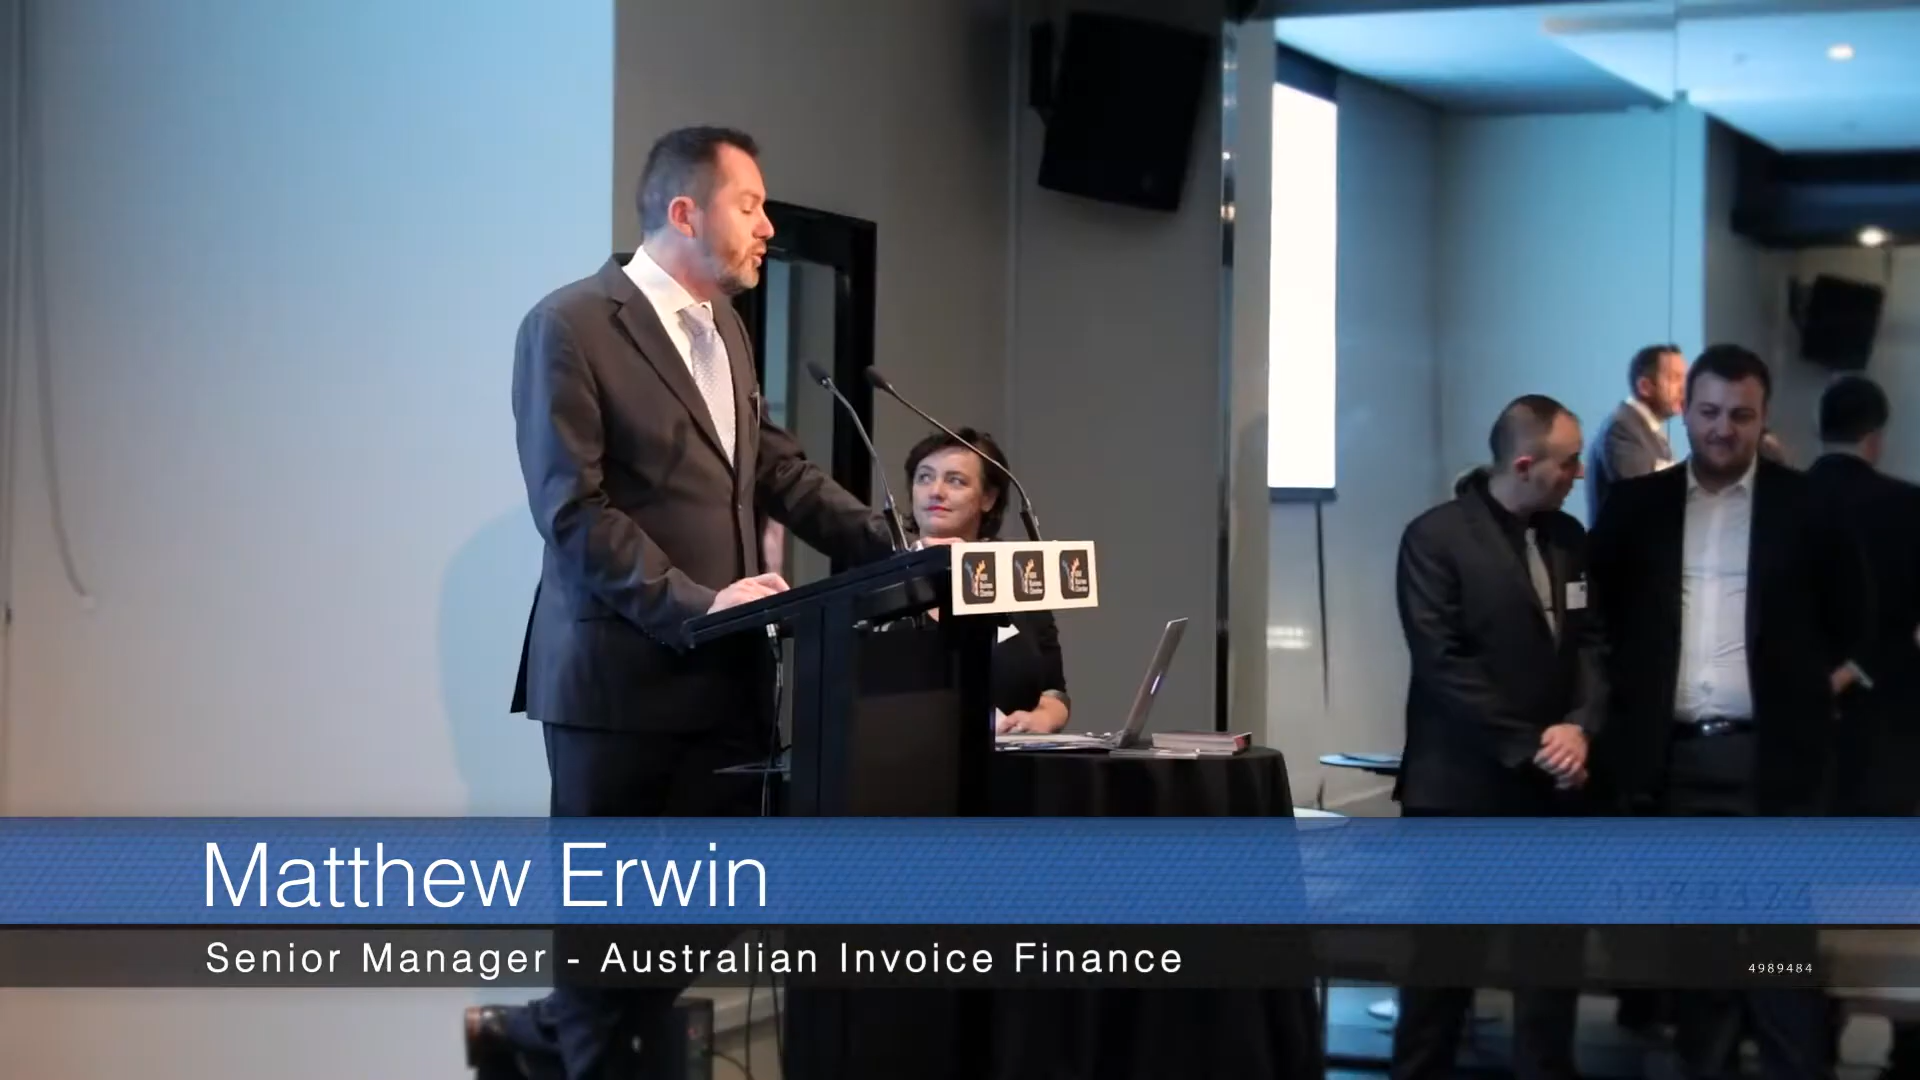 Matthew Erwin
Senior Manager - Australian Invoice Finance
4989484